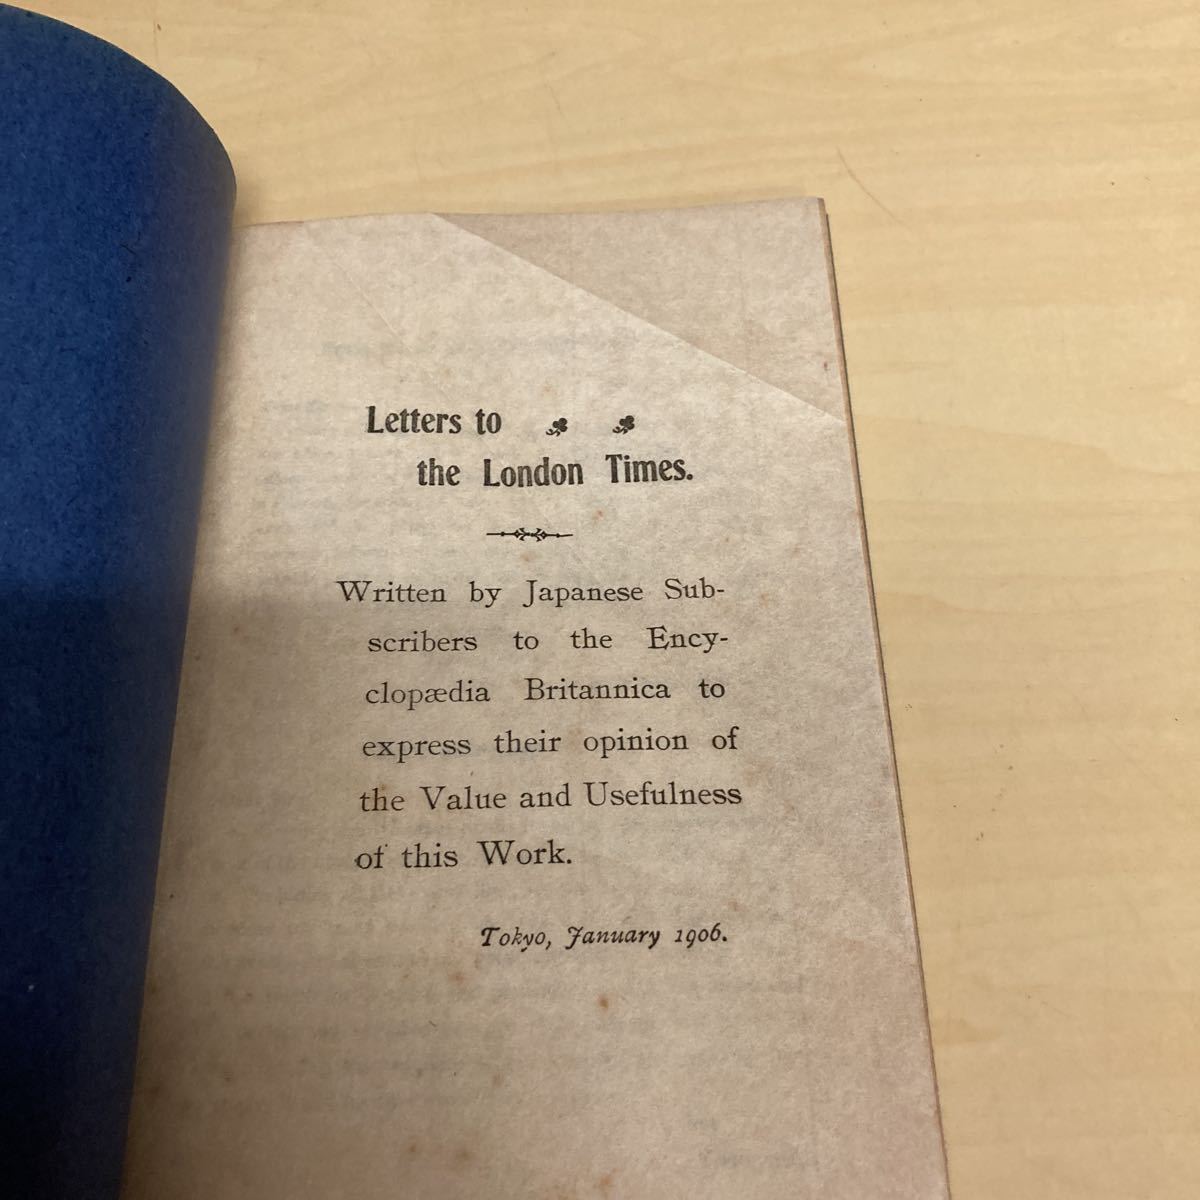 Letters to
the London Times.
Written by Japanese Sub-
scribers to the Ency-
clopædia Britannica to
express their opinion of
the Value and Usefulness
of this Work.
Tokyo, January 1906.